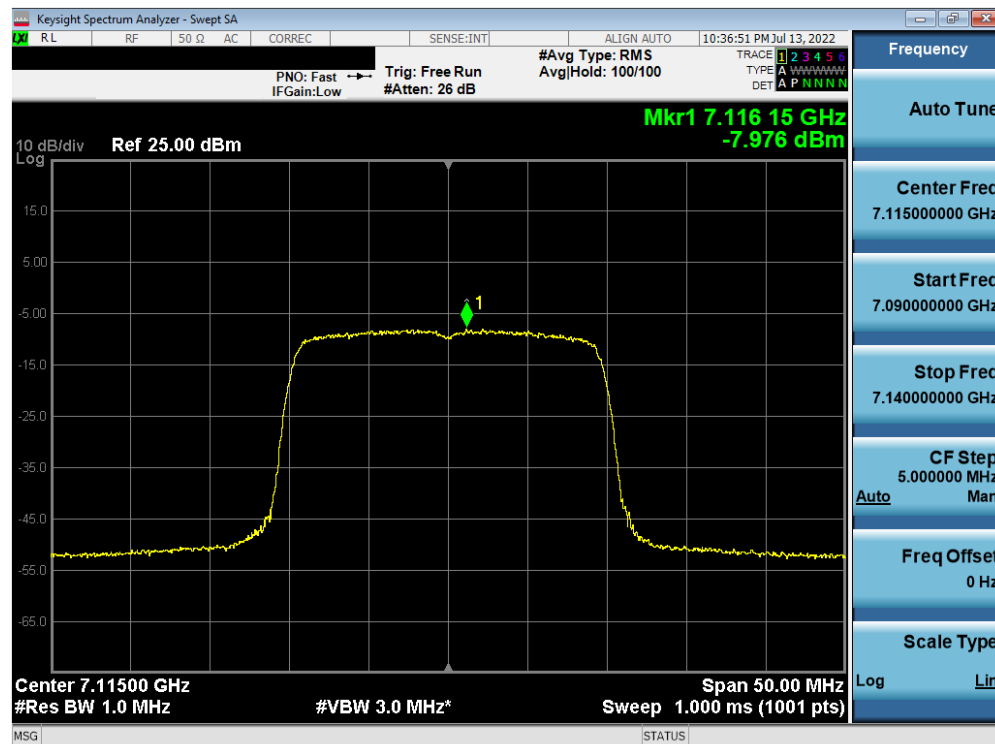 Keysight Spectrum Analyzer - Swept SA
LXI RL RF 50 Ω AC CORREC SENSE:INT ALIGN AUTO 10:36:51 PM Jul 13, 2022
PNO: Fast
IFGain:Low
Trig: Free Run
#Atten: 26 dB
#Avg Type: RMS
Avg|Hold: 100/100
TRACE 1 2 3 4 5 6
TYPE A WWWWW
DET A P N N N N
Mkr1 7.116 15 GHz
-7.976 dBm
10 dB/div Ref 25.00 dBm
Log
15.0
5.00
-5.00
-15.0
-25.0
-35.0
-45.0
-55.0
-65.0
1
Center 7.11500 GHz Span 50.00 MHz
#Res BW 1.0 MHz #VBW 3.0 MHz* Sweep 1.000 ms (1001 pts)
MSG STATUS
Frequency
Auto Tune
Center Freq
7.115000000 GHz
Start Freq
7.090000000 GHz
Stop Freq
7.140000000 GHz
CF Step
5.000000 MHz
Auto Man
Freq Offset
0 Hz
Scale Type
Log Lin